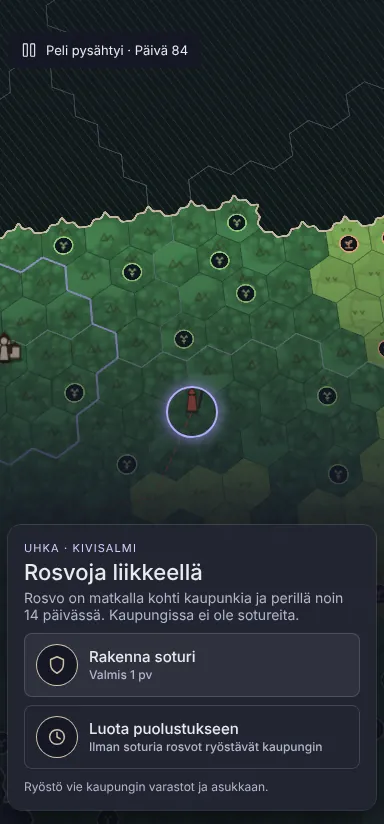 Peli pysähtyi · Päivä 84
UHKA · KIVISALMI
Rosvoja liikkeellä
Rosvo on matkalla kohti kaupunkia ja perillä noin
14 päivässä. Kaupungissa ei ole sotureita.
Rakenna soturi
Valmis 1 pv
Luota puolustukseen
Ilman soturia rosvot ryöstävät kaupungin
Ryöstö vie kaupungin varastot ja asukkaan.